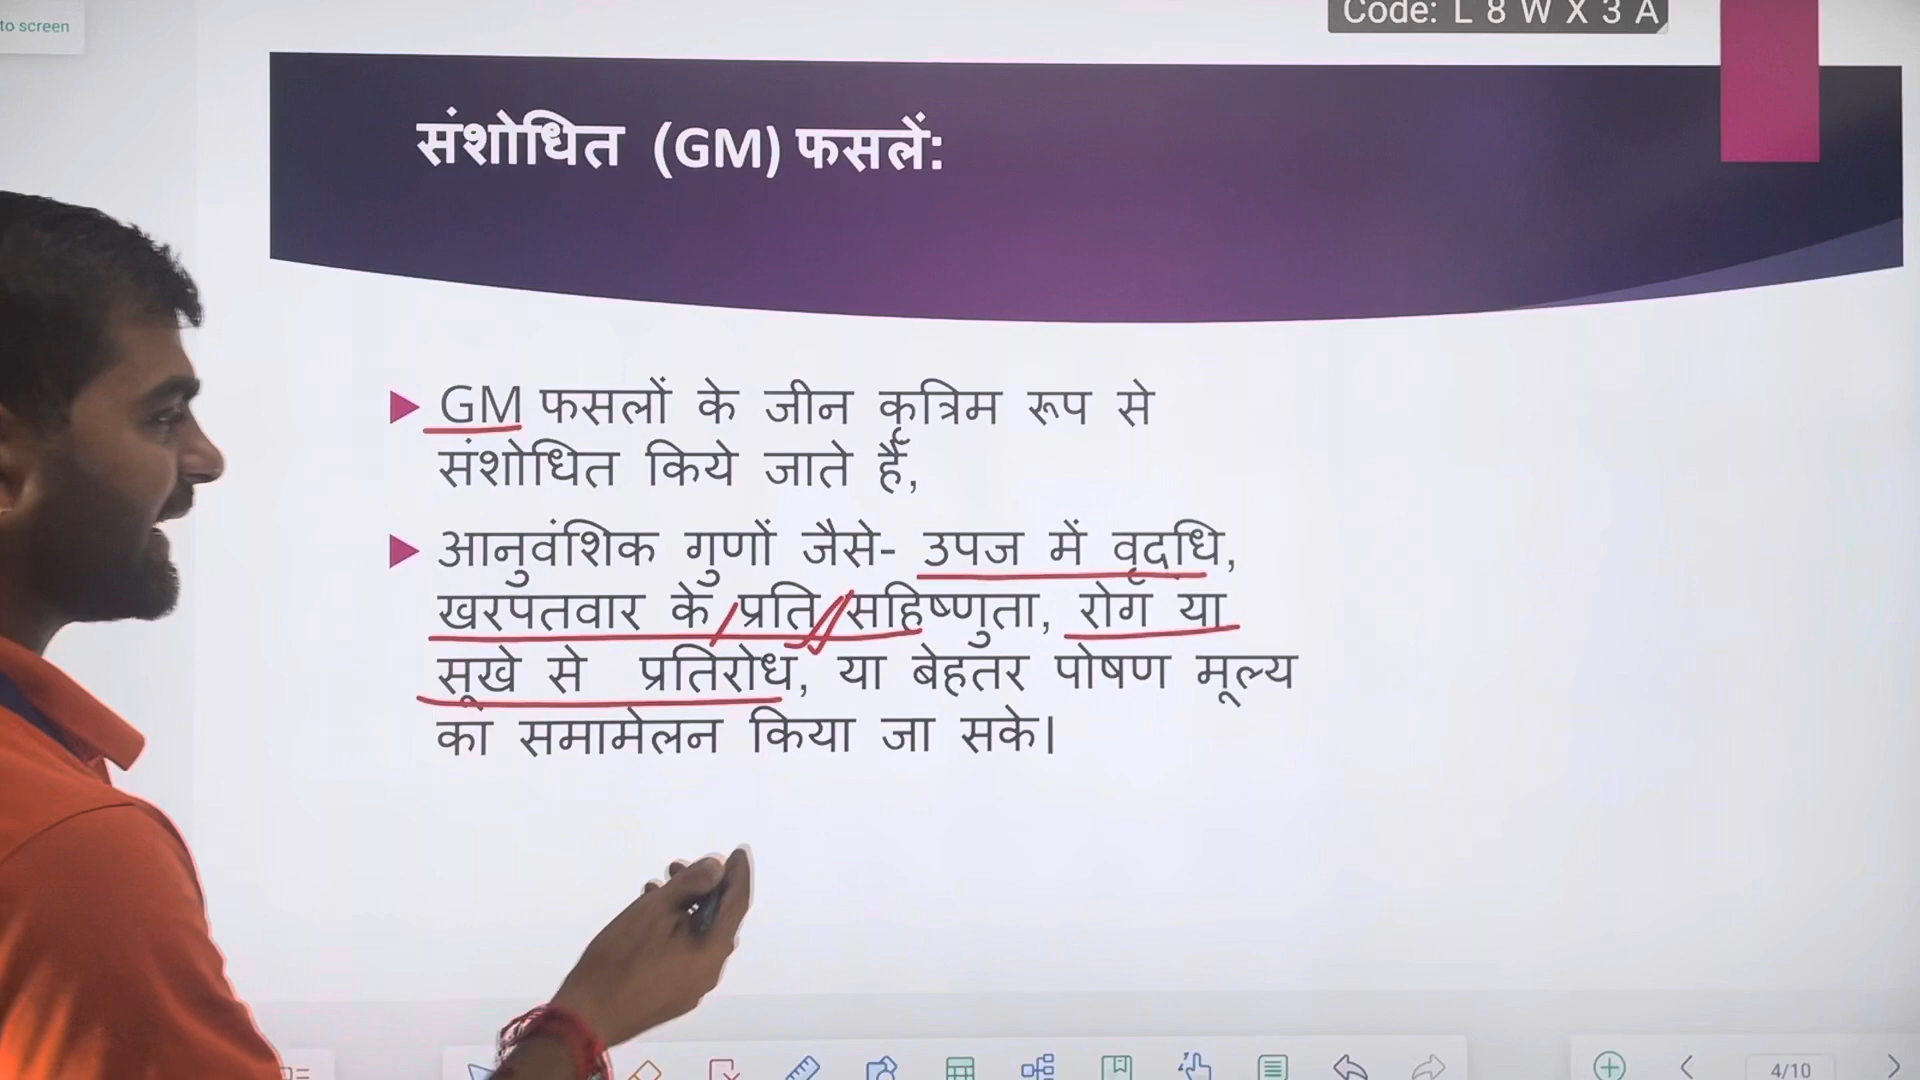 to screen
Code: L 8 W X 3 A
संशोधित (GM) फसलें:
GM फसलों के जीन कृत्रिम रूप से
संशोधित किये जाते हैं,
आनुवंशिक गुणों जैसे- उपज में वृदधि,
खरपतवार के प्रति सहिष्णुता, रोग या
सूखे से प्रतिरोध, या बेहतर पोषण मूल्य
का समामेलन किया जा सके।
4/10